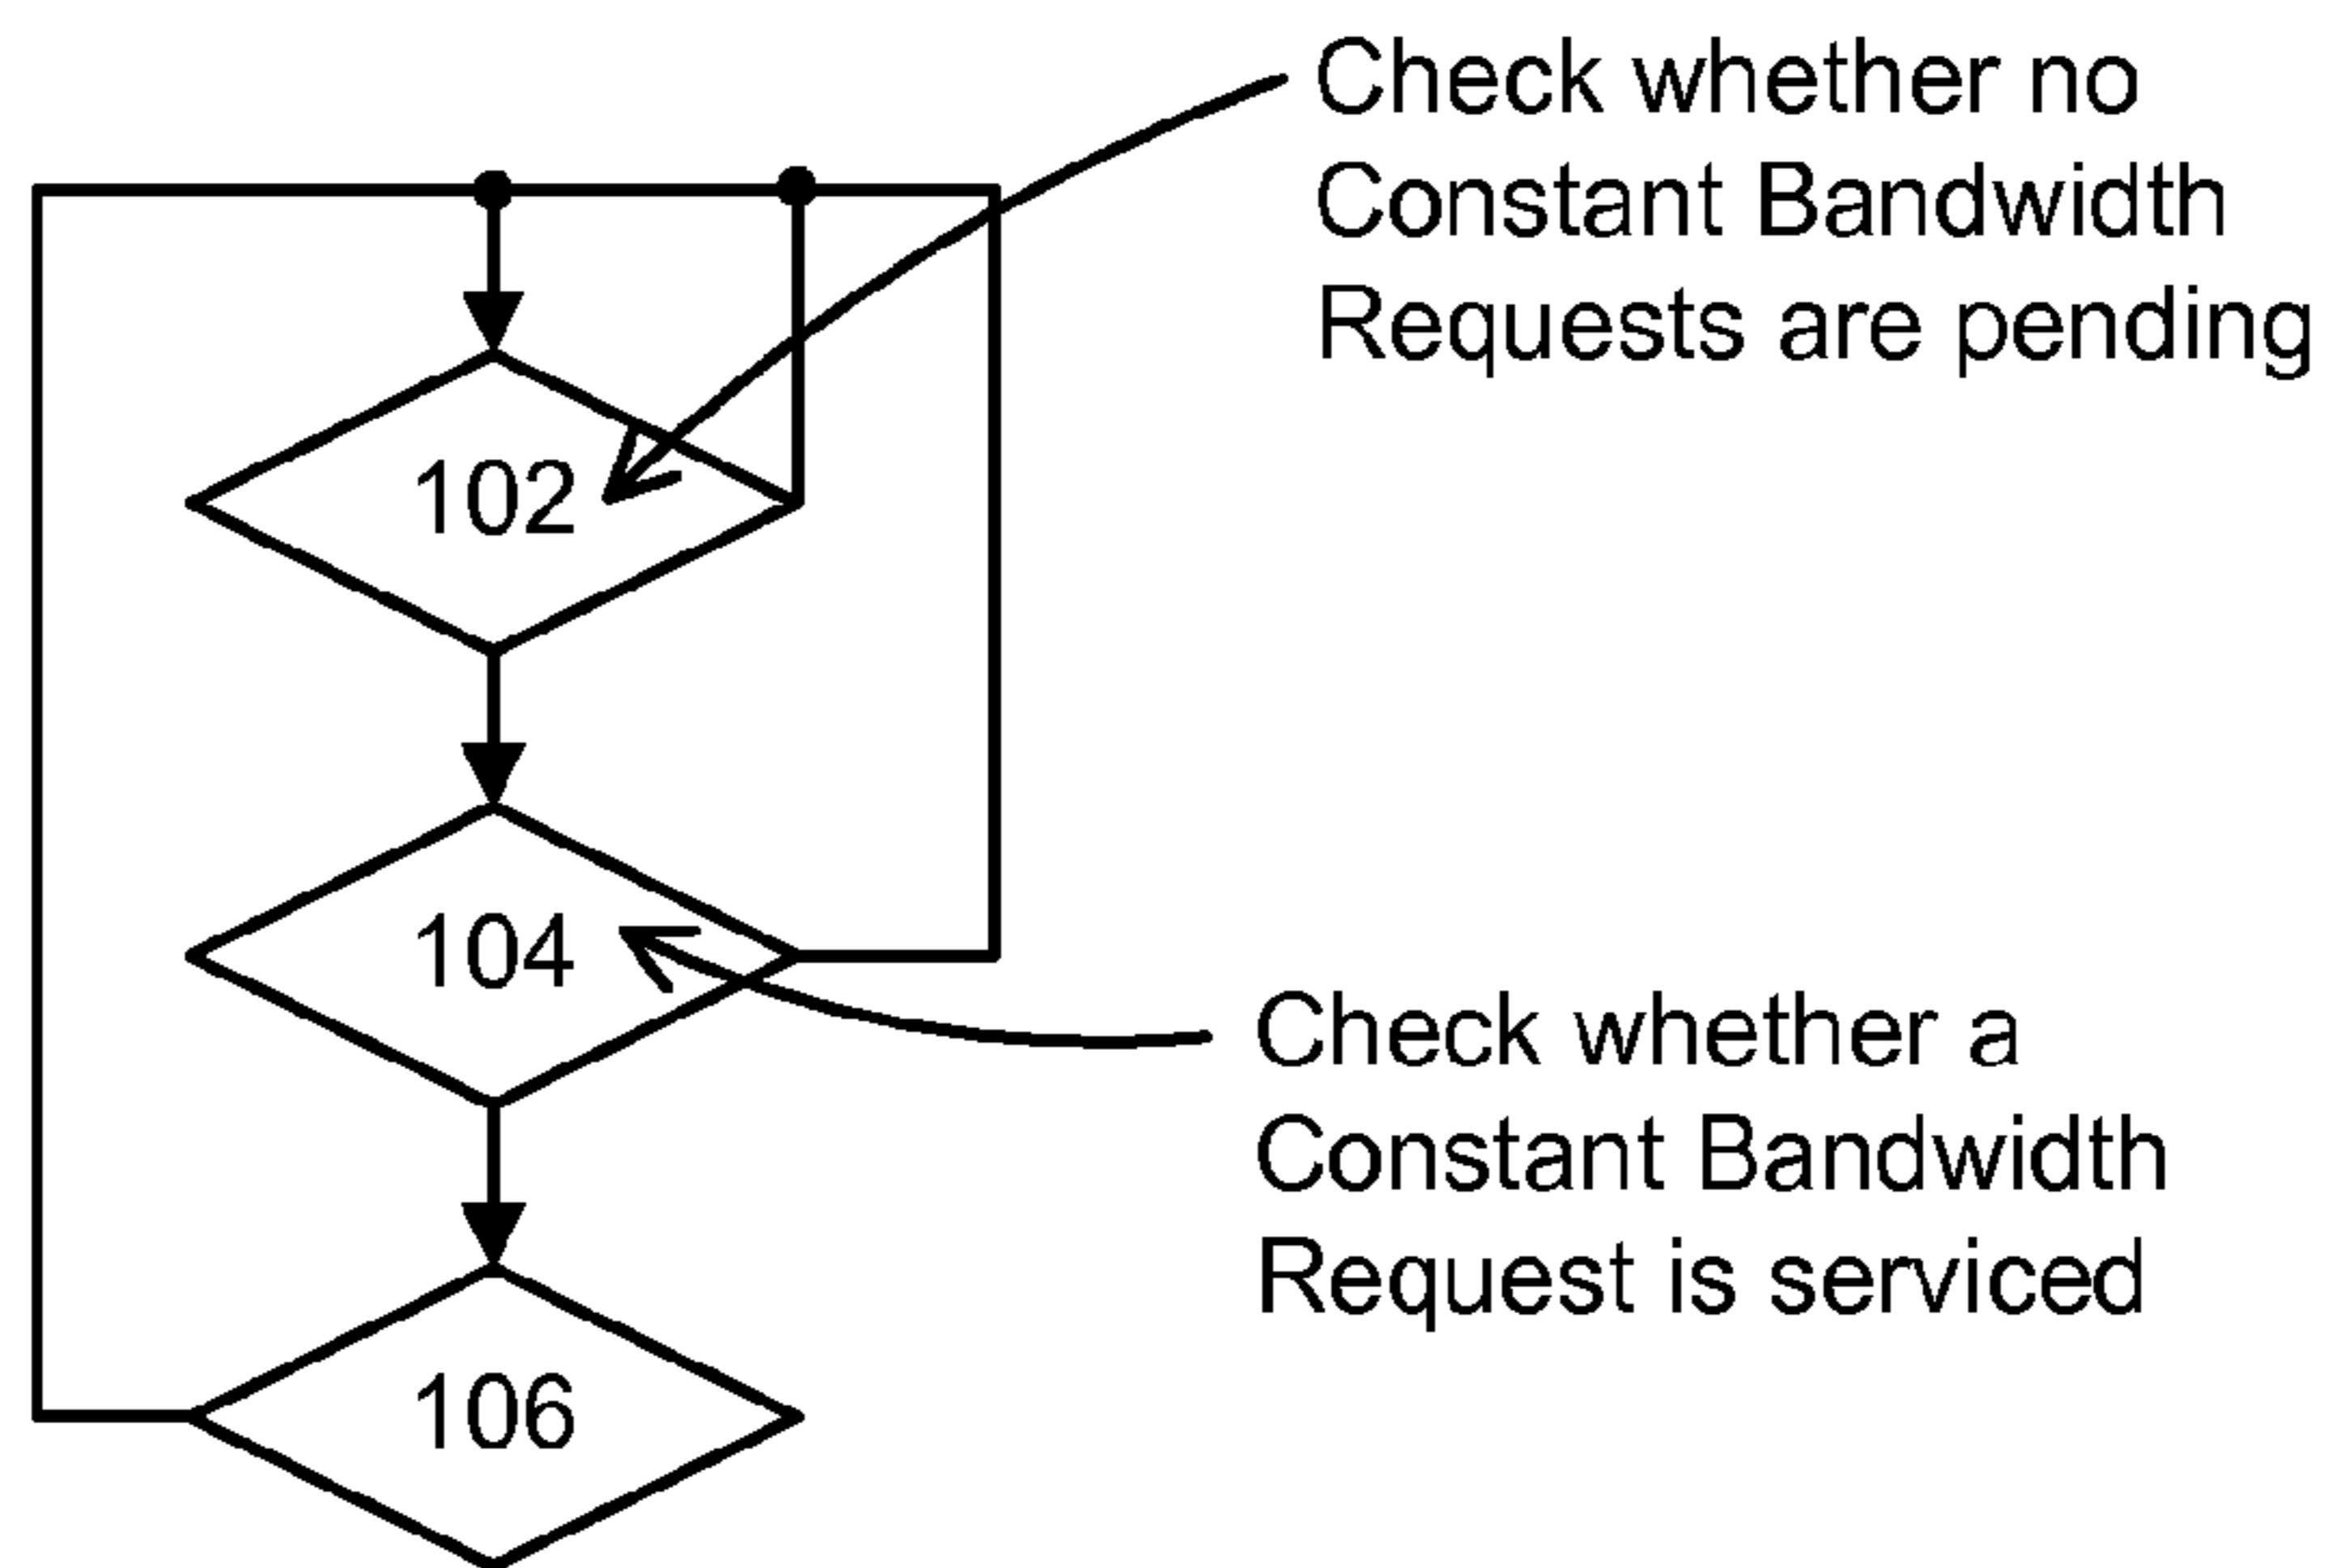 Check whether no
Constant Bandwidth
Requests are pending
102
104
Check whether a
Constant Bandwidth
Request is serviced
106